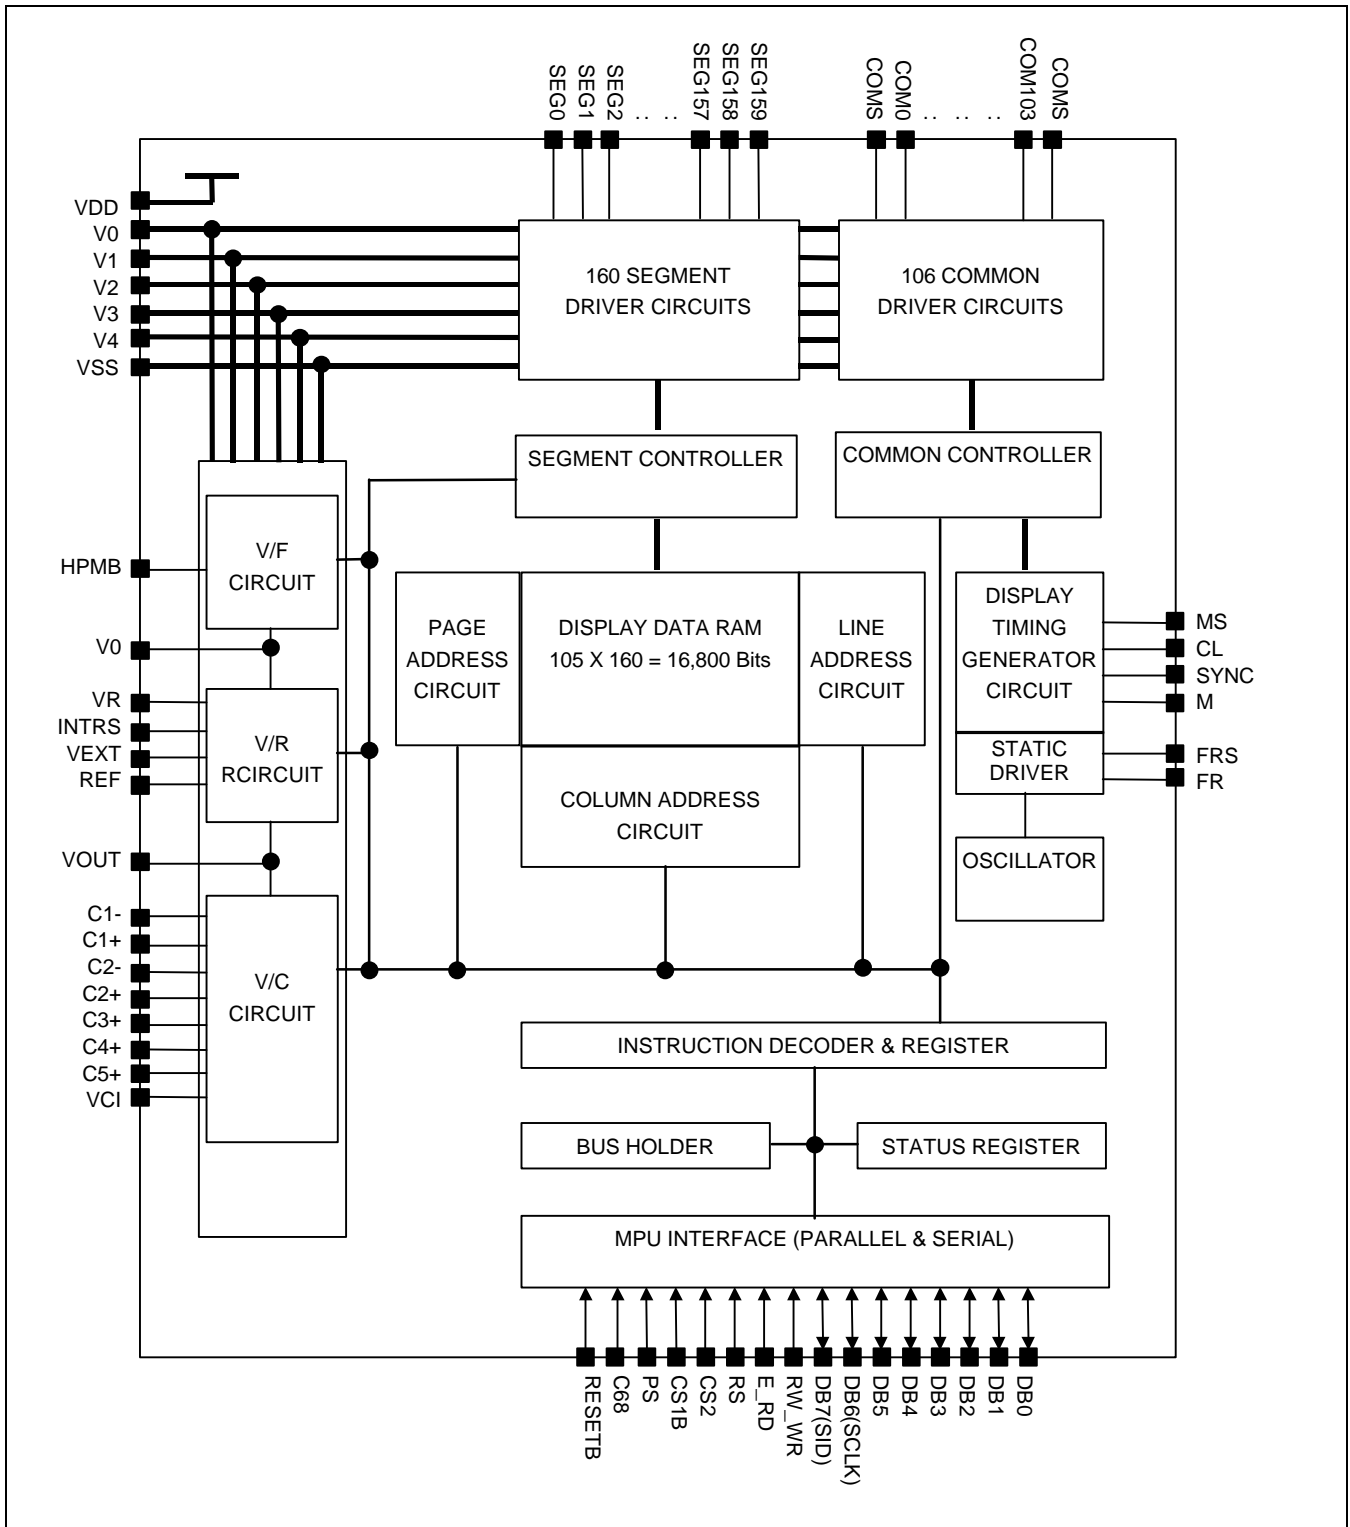 SEG0
SEG1
SEG2
.. ..
SEG157
SEG158
SEG159
COMS
COM0
.. .. ..
COM103
COMS
VDD
V0
V1
V2
V3
V4
VSS
160 SEGMENT
DRIVER CIRCUITS
106 COMMON
DRIVER CIRCUITS
SEGMENT CONTROLLER
COMMON CONTROLLER
HPMB
V/F
CIRCUIT
V0
VR
INTRS
VEXT
REF
V/R
RCIRCUIT
VOUT
C1-
C1+
C2-
C2+
C3+
C4+
C5+
VCI
V/C
CIRCUIT
PAGE
ADDRESS
CIRCUIT
DISPLAY DATA RAM
105 X 160 = 16,800 Bits
LINE
ADDRESS
CIRCUIT
COLUMN ADDRESS
CIRCUIT
DISPLAY
TIMING
GENERATOR
CIRCUIT
STATIC
DRIVER
OSCILLATOR
MS
CL
SYNC
M
FRS
FR
INSTRUCTION DECODER & REGISTER
BUS HOLDER
STATUS REGISTER
MPU INTERFACE (PARALLEL & SERIAL)
RESETB
C68
PS
CS1B
CS2
RS
E_RD
RW_WR
DB7(SID)
DB6(SCLK)
DB5
DB4
DB3
DB2
DB1
DB0